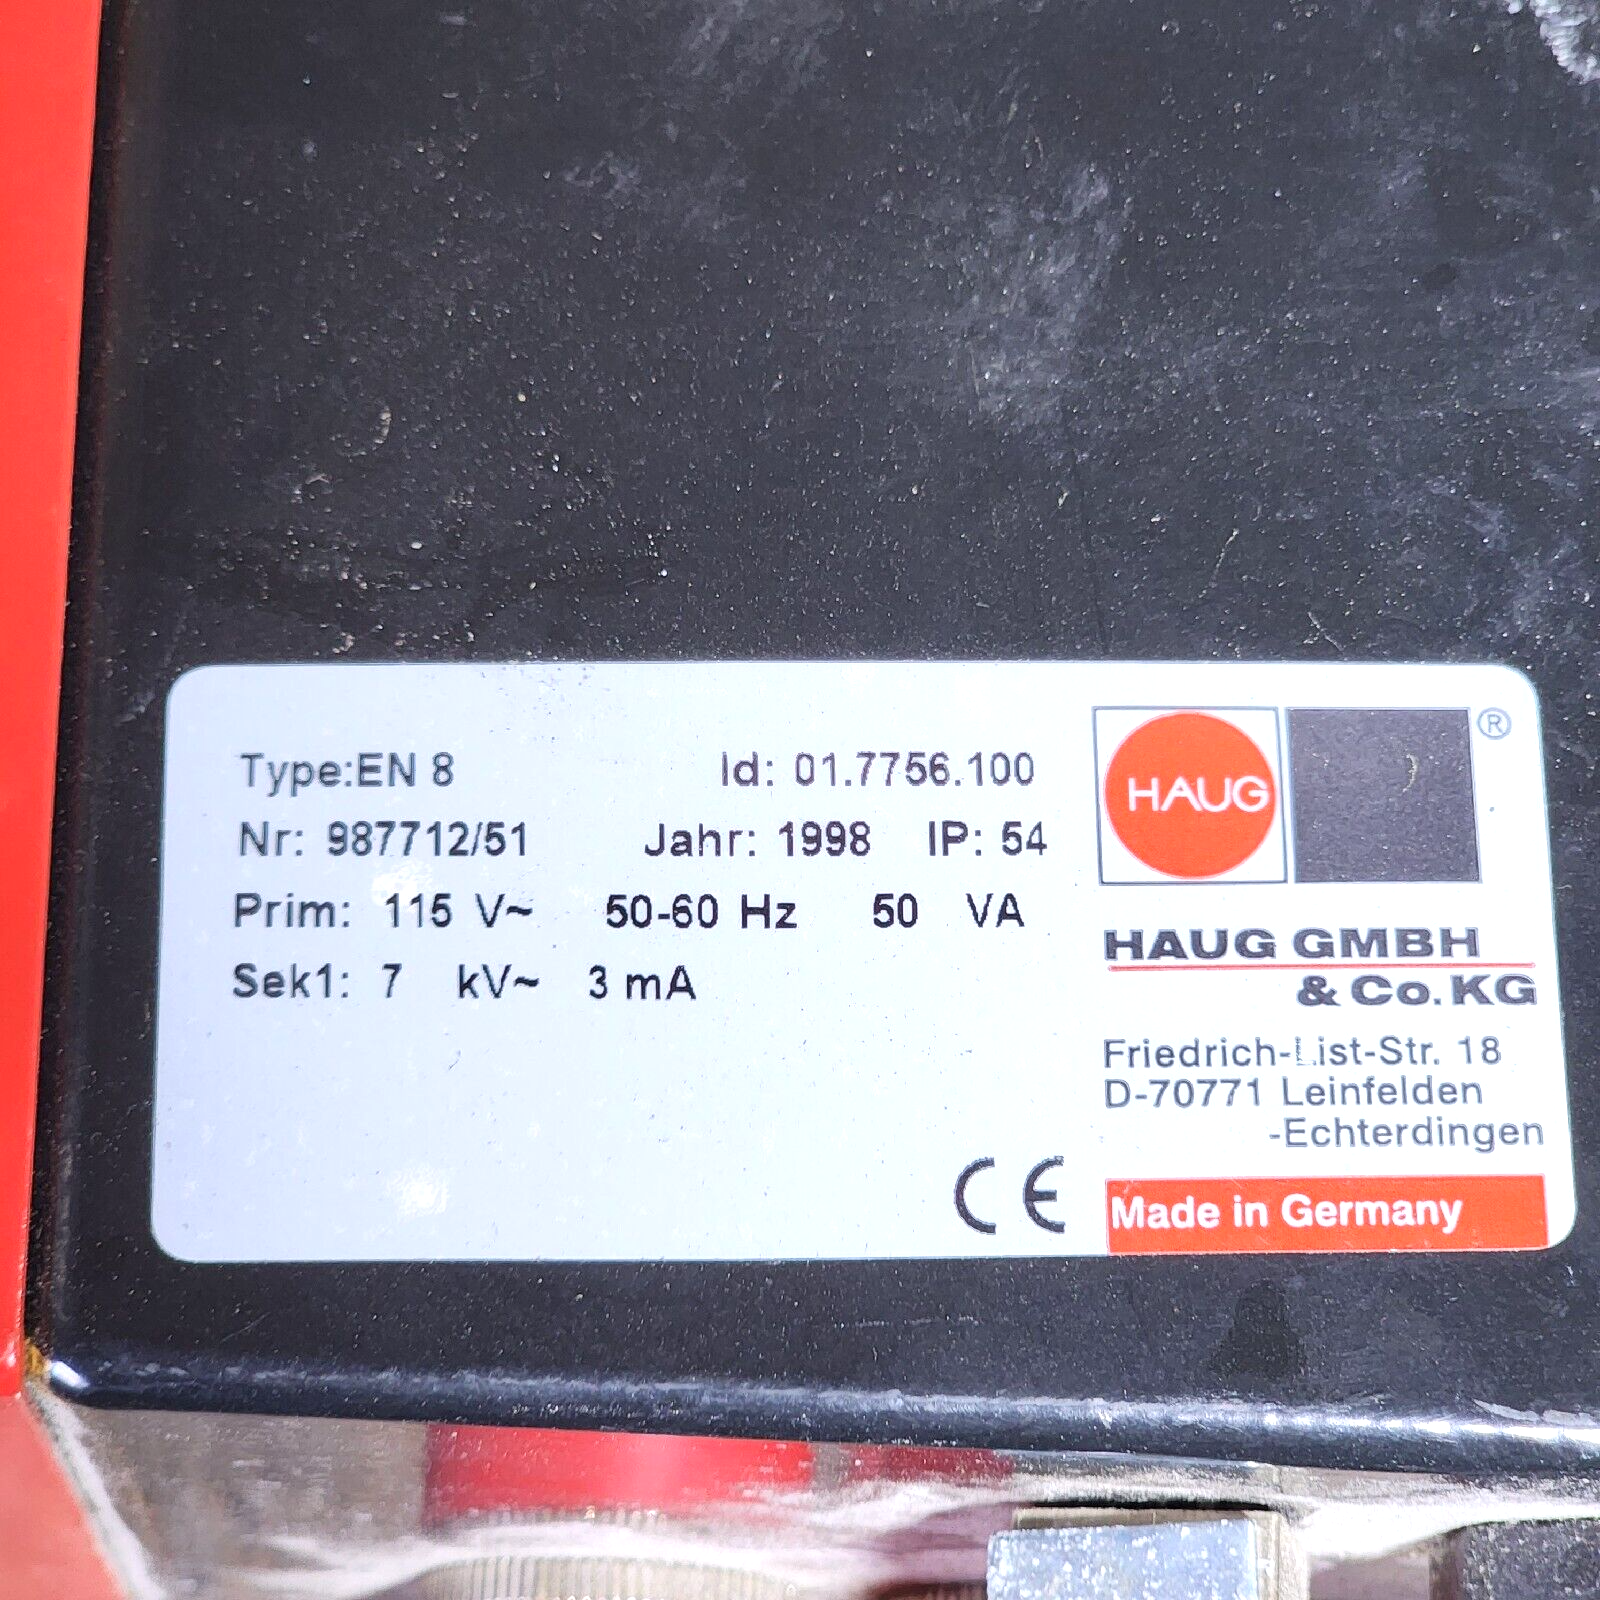 Type:EN 8 Id: 01.7756.100
Nr: 987712/51 Jahr: 1998 IP: 54
Prim: 115 V~ 50-60 Hz 50 VA
Sek1: 7 kV~ 3 mA
CE
HAUG ®
HAUG GMBH
& Co. KG
Friedrich-List-Str. 18
D-70771 Leinfelden
-Echterdingen
Made in Germany